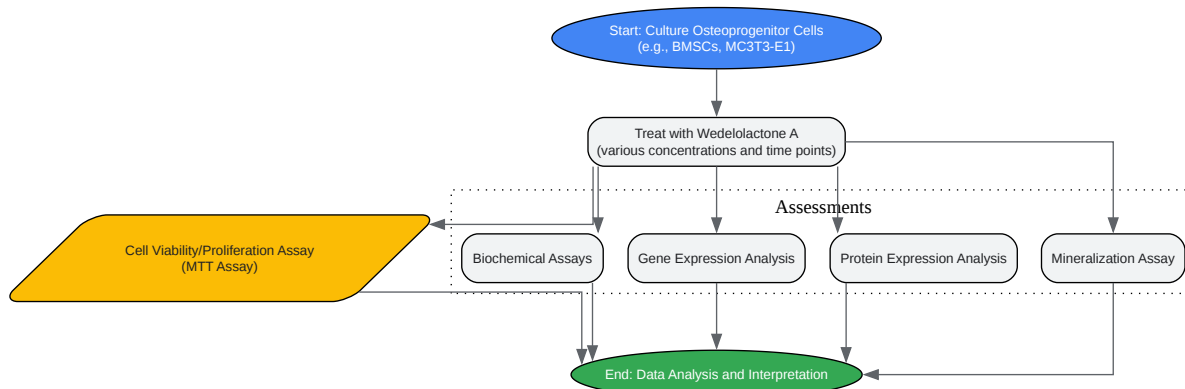 Start: Culture Osteoprogenitor Cells
(e.g., BMSCs, MC3T3-E1)
Treat with Wedelolactone A
(various concentrations and time points)
Assessments
Cell Viability/Proliferation Assay
(MTT Assay)
Biochemical Assays
Gene Expression Analysis
Protein Expression Analysis
Mineralization Assay
End: Data Analysis and Interpretation